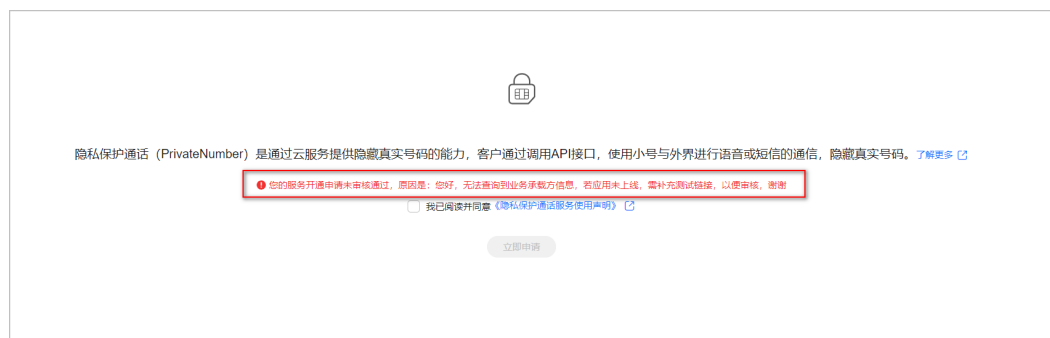 隐私保护通话（PrivateNumber）是通过云服务提供隐藏真实号码的能力，客户通过调用API接口，使用小号与外界进行语音或短信的通信，隐藏真实号码。了解更多
您的服务开通申请未审核通过，原因是：您好，无法查询到业务承载方信息，若应用未上线，需补充测试链接，以便审核，谢谢
我已阅读并同意《隐私保护通话服务使用声明》
立即申请